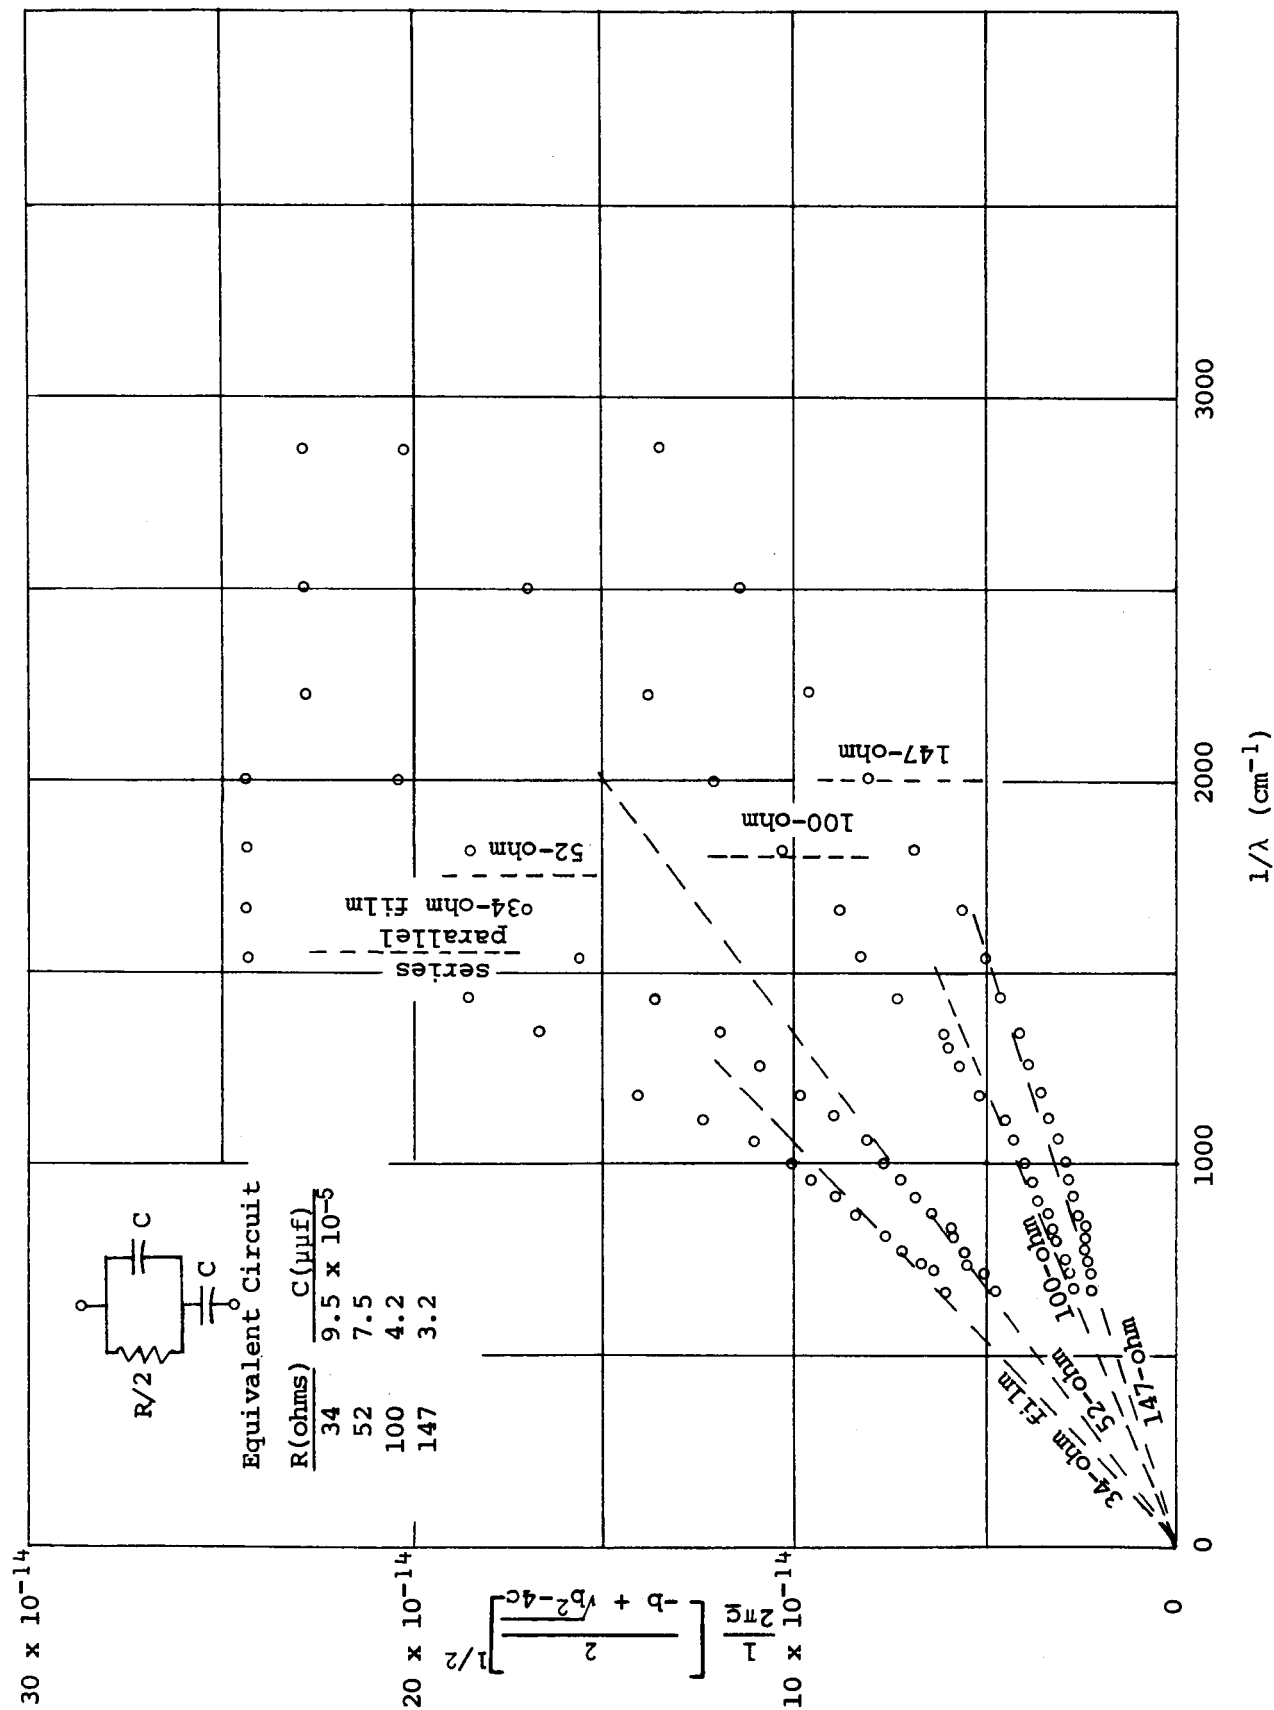 30 x 10⁻¹⁴
20 x 10⁻¹⁴
10 x 10⁻¹⁴
0
1/2πc [ (-b + √b²-4c) / 2 ]^1/2
R/2
C
C
Equivalent Circuit
R(ohms) C(μμf)
34 9.5 x 10⁻⁵
52 7.5
100 4.2
147 3.2
series
parallel
34-ohm film
52-ohm
100-ohm
147-ohm
34-ohm film
52-ohm
100-ohm
147-ohm
0
1000
2000
3000
1/λ (cm⁻¹)